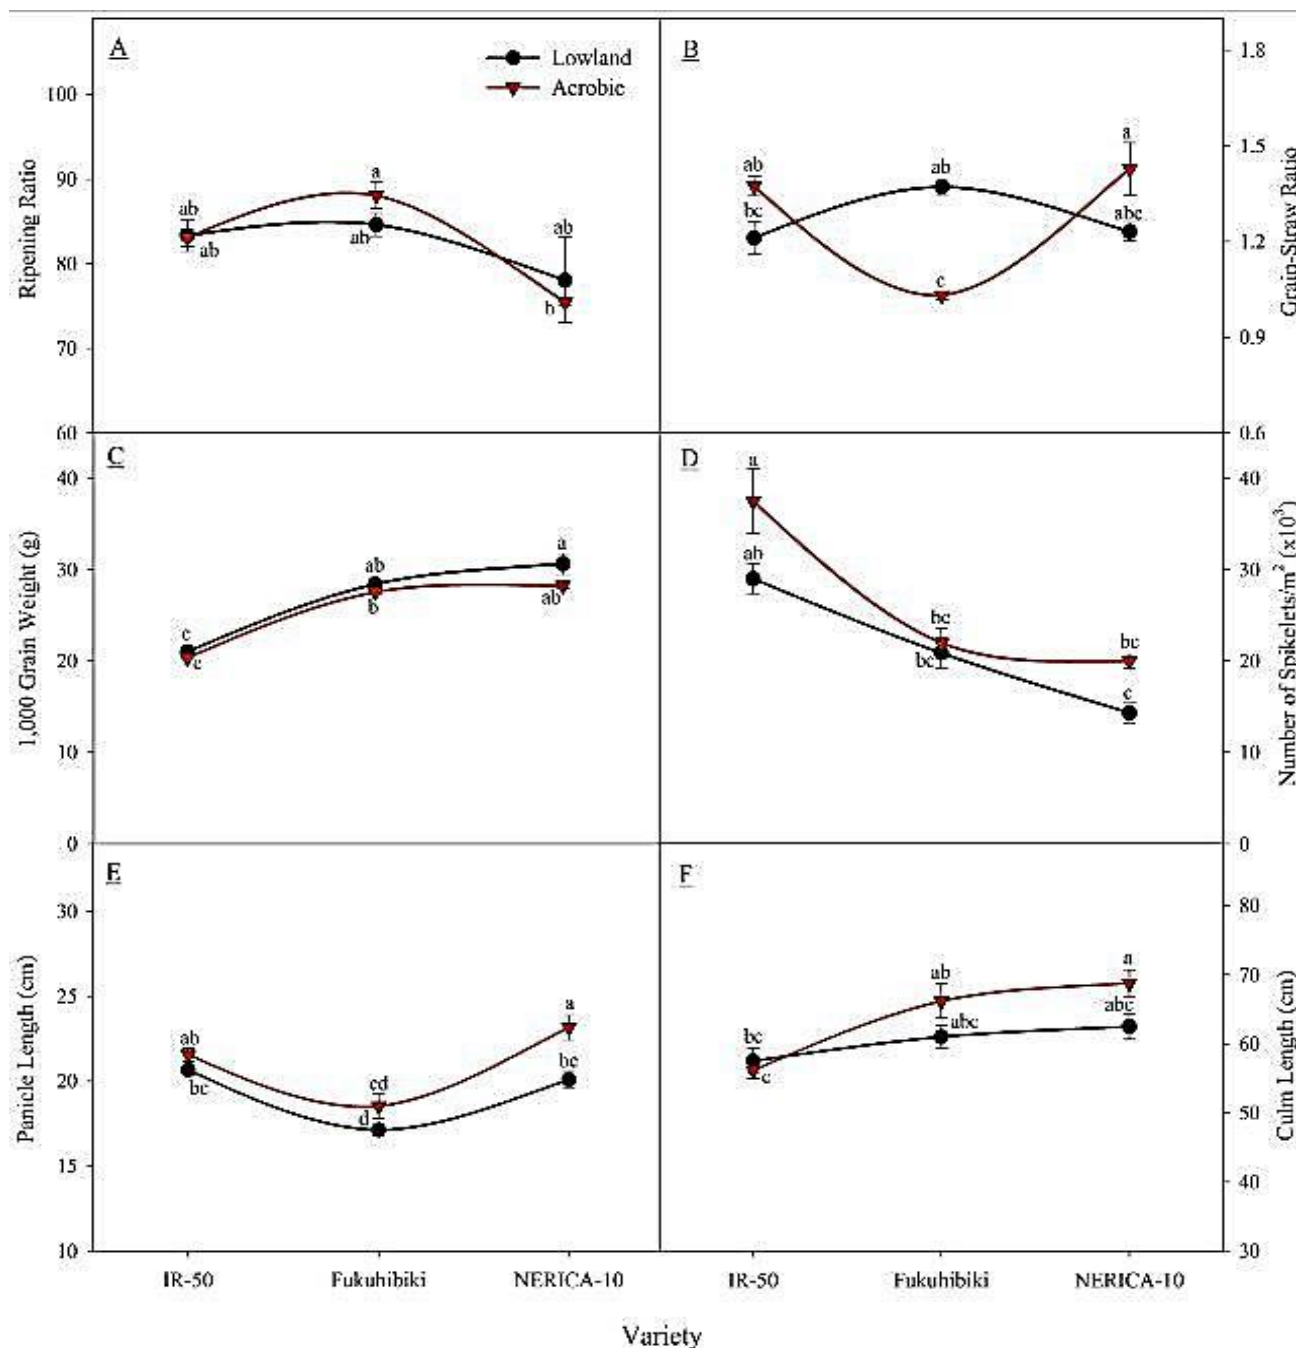 A
Lowland
Aerobic
B
1.8
100
1.5
90
80
1.2
70
0.9
60
0.6
Ripening Ratio
Grain-Straw Ratio
ab
ab
a
ab
ab
b
ab
bc
ab
c
a
abc
C
D
40
40
30
30
20
20
10
10
0
0
1,000 Grain Weight (g)
Number of Spikelets/m² (x10³)
c
c
ab
b
a
ab
a
ab
bc
bc
bc
c
E
F
30
80
25
70
20
60
50
15
40
10
30
Panicle Length (cm)
Culm Length (cm)
ab
bc
cd
d
a
bc
bc
c
ab
abc
a
abc
IR-50 Fukuhibiki NERICA-10
IR-50 Fukuhibiki NERICA-10
Variety